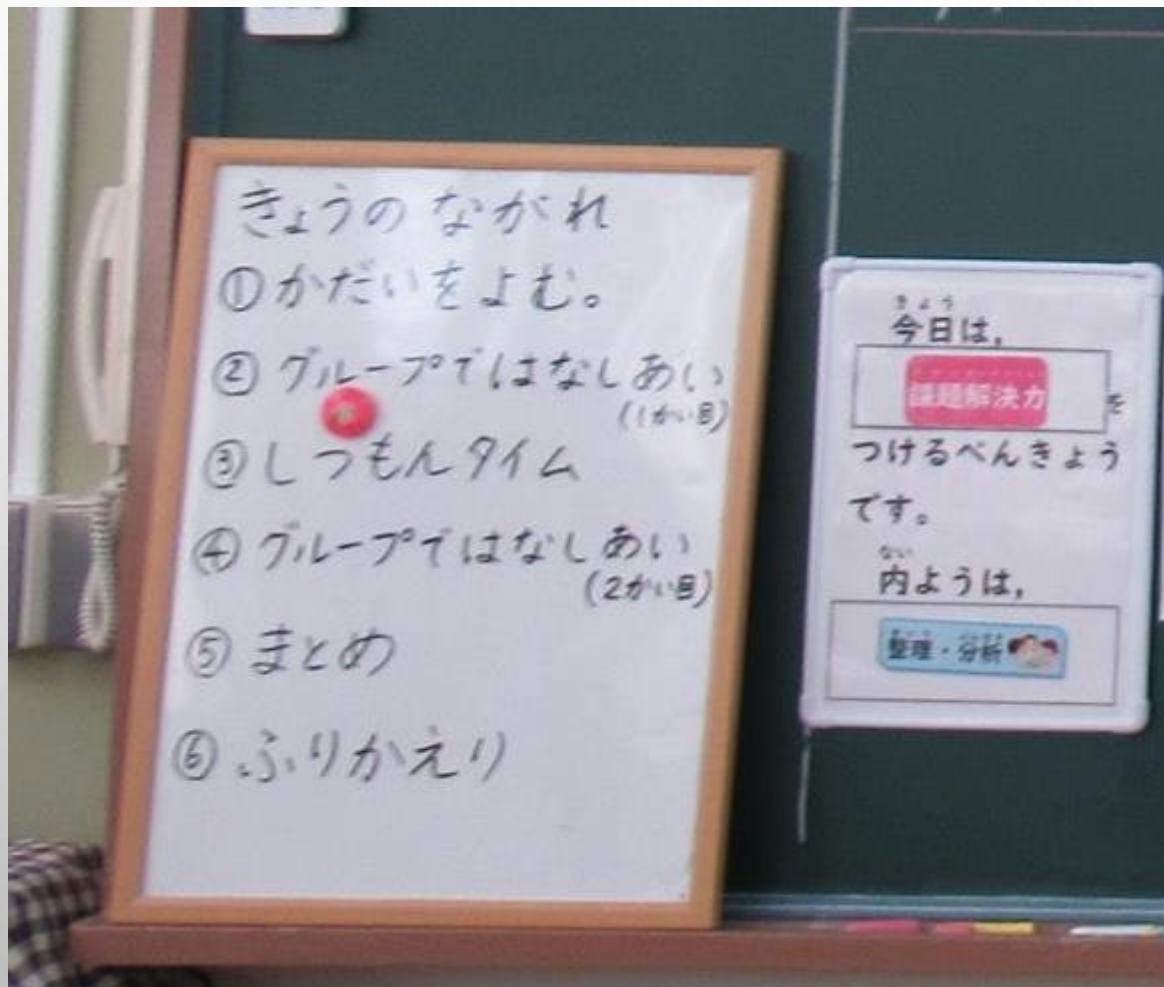 きょうの ながれ
①かだいをよむ。
②グループではなしあい
(1かい目)
③しつもんタイム
④グループではなしあい
(2かい目)
⑤まとめ
⑥ふりかえり
きょう
今日は,
課題解決力
を
つけるべんきょう
です。
ない
内ようは,
整理・分析